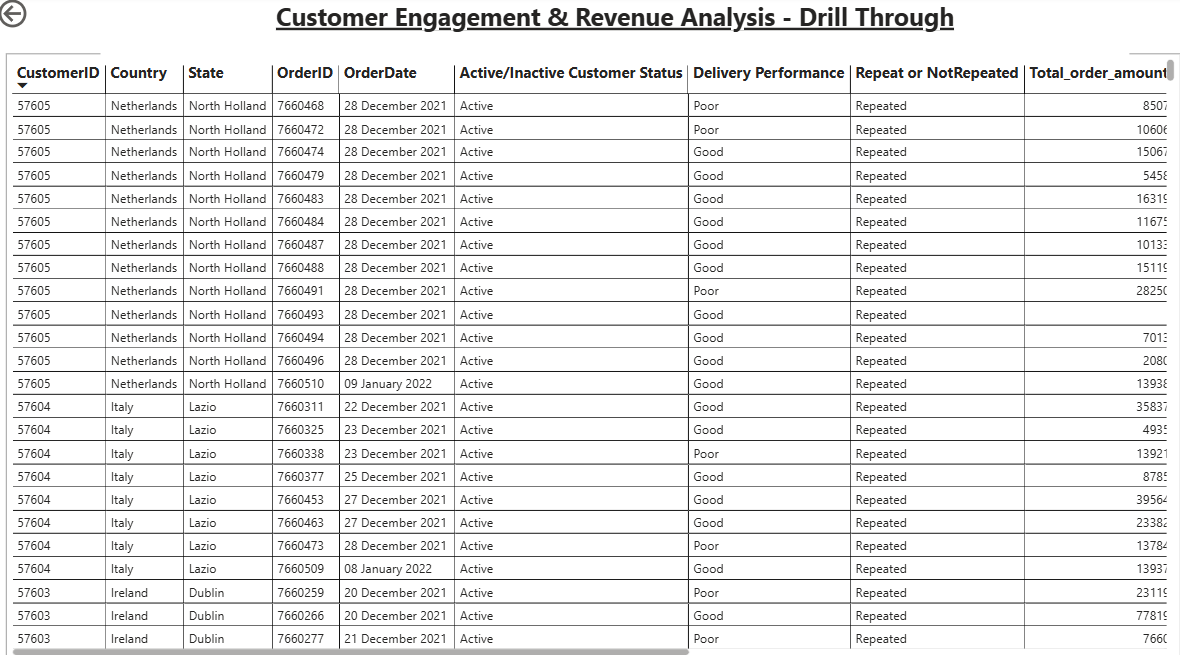 Customer Engagement & Revenue Analysis - Drill Through
CustomerID Country State OrderID OrderDate Active/Inactive Customer Status Delivery Performance Repeat or NotRepeated Total_order_amount
57605 Netherlands North Holland 7660468 28 December 2021 Active Poor Repeated 8507
57605 Netherlands North Holland 7660472 28 December 2021 Active Poor Repeated 10606
57605 Netherlands North Holland 7660474 28 December 2021 Active Good Repeated 15067
57605 Netherlands North Holland 7660479 28 December 2021 Active Good Repeated 5458
57605 Netherlands North Holland 7660483 28 December 2021 Active Good Repeated 16319
57605 Netherlands North Holland 7660484 28 December 2021 Active Good Repeated 11675
57605 Netherlands North Holland 7660487 28 December 2021 Active Good Repeated 10133
57605 Netherlands North Holland 7660488 28 December 2021 Active Good Repeated 15119
57605 Netherlands North Holland 7660491 28 December 2021 Active Poor Repeated 28250
57605 Netherlands North Holland 7660493 28 December 2021 Active Good Repeated
57605 Netherlands North Holland 7660494 28 December 2021 Active Good Repeated 7013
57605 Netherlands North Holland 7660496 28 December 2021 Active Good Repeated 2080
57605 Netherlands North Holland 7660510 09 January 2022 Active Good Repeated 13938
57604 Italy Lazio 7660311 22 December 2021 Active Good Repeated 35837
57604 Italy Lazio 7660325 23 December 2021 Active Good Repeated 4935
57604 Italy Lazio 7660338 23 December 2021 Active Poor Repeated 13921
57604 Italy Lazio 7660377 25 December 2021 Active Good Repeated 8785
57604 Italy Lazio 7660453 27 December 2021 Active Good Repeated 39564
57604 Italy Lazio 7660463 27 December 2021 Active Good Repeated 23382
57604 Italy Lazio 7660473 28 December 2021 Active Poor Repeated 13784
57604 Italy Lazio 7660509 08 January 2022 Active Good Repeated 13937
57603 Ireland Dublin 7660259 20 December 2021 Active Poor Repeated 23119
57603 Ireland Dublin 7660266 20 December 2021 Active Good Repeated 77819
57603 Ireland Dublin 7660277 21 December 2021 Active Poor Repeated 7660